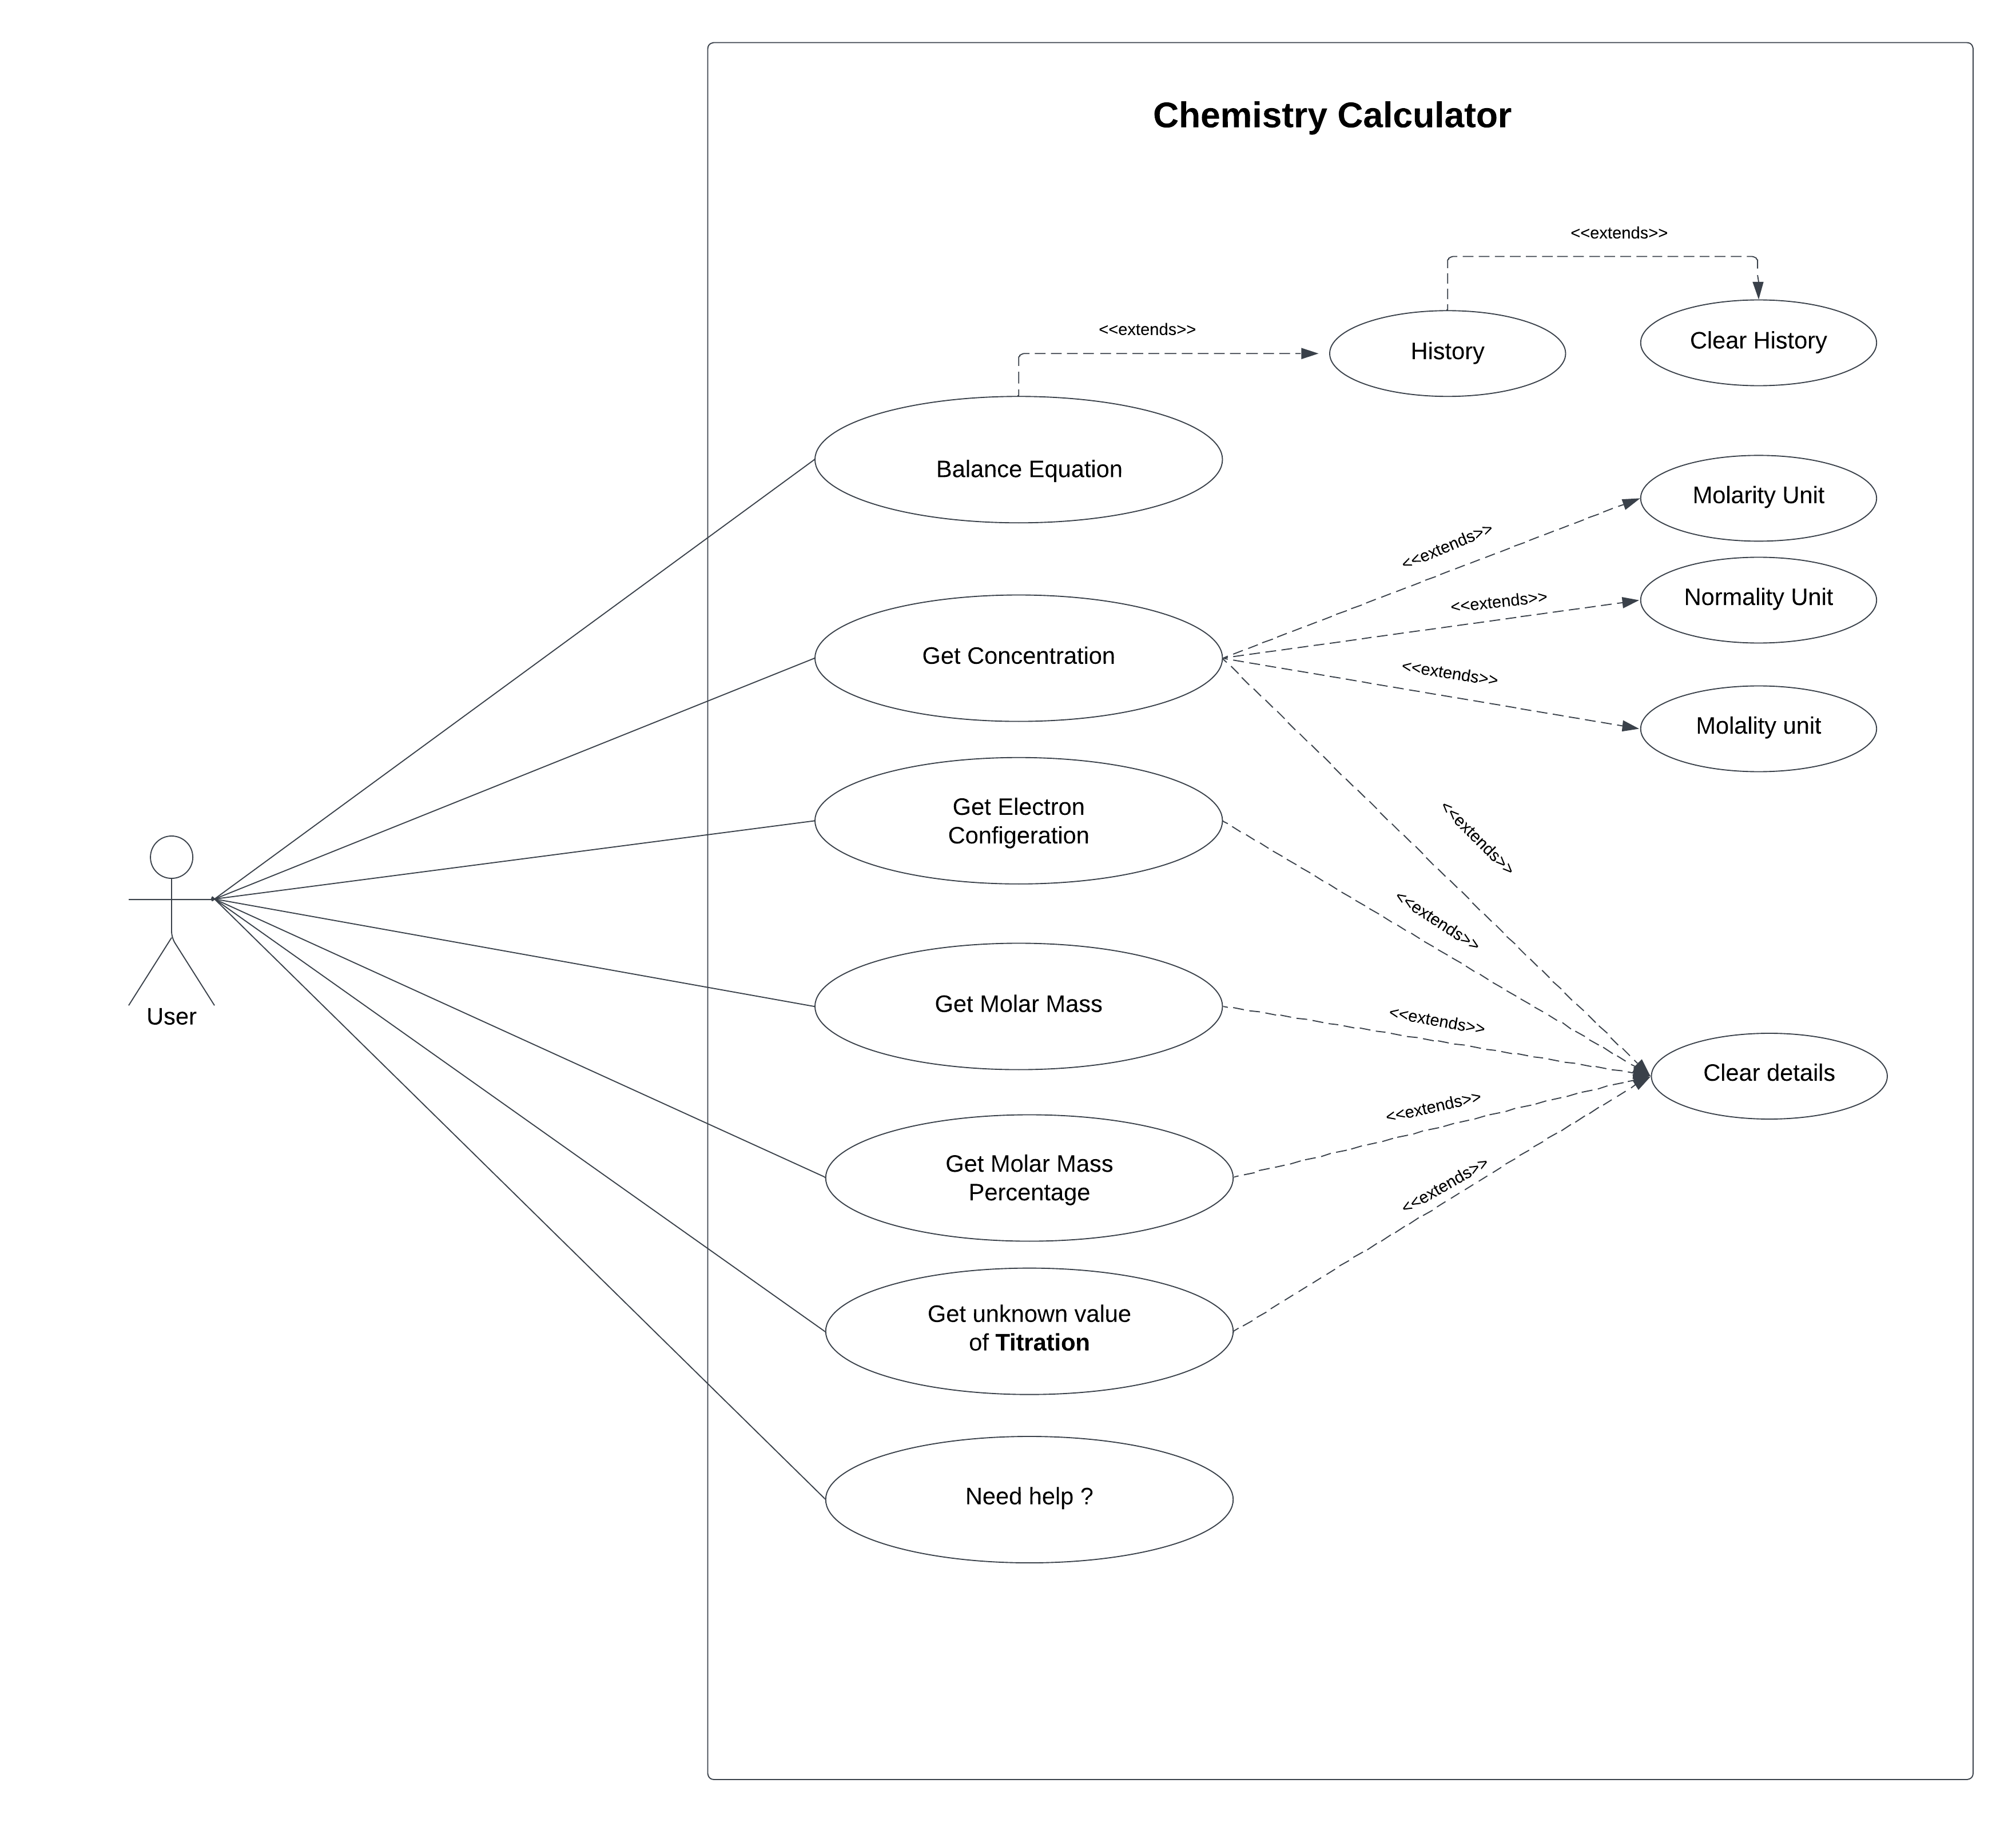 Chemistry Calculator
<<extends>>
<<extends>>
History
Clear History
Balance Equation
Molarity Unit
<<extends>>
Normality Unit
<<extends>>
Get Concentration
<<extends>>
Molality unit
Get Electron
Configeration
<<extends>>
<<extends>>
User
Get Molar Mass
<<extends>>
Clear details
<<extends>>
Get Molar Mass
Percentage
<<extends>>
Get unknown value
of Titration
Need help ?